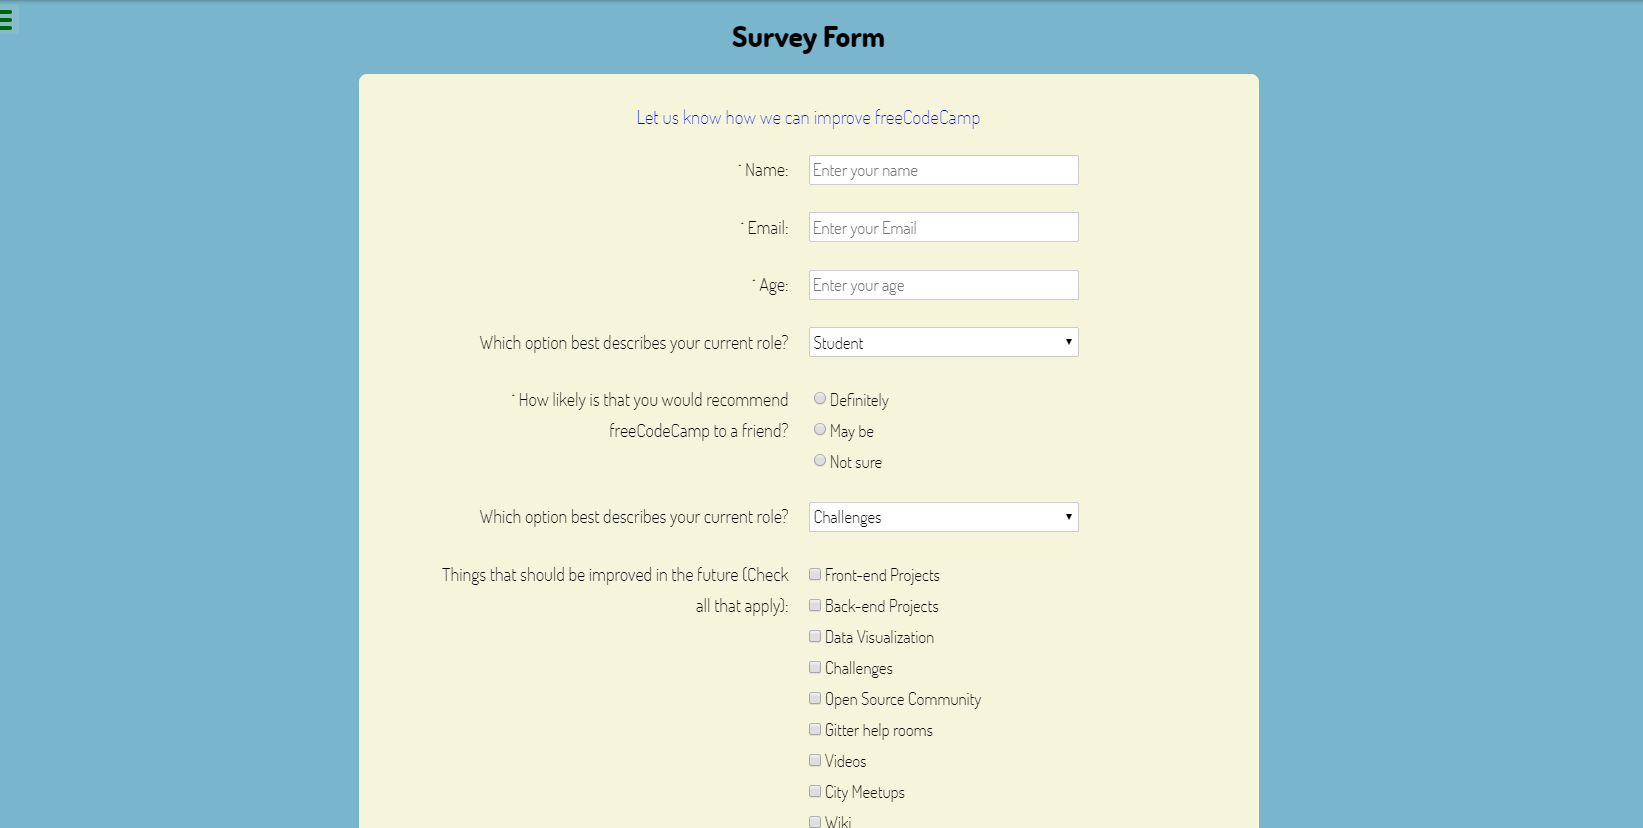 Survey Form
Let us know how we can improve freeCodeCamp
* Name: Enter your name
* Email: Enter your Email
* Age: Enter your age
Which option best describes your current role? Student
* How likely is that you would recommend
freeCodeCamp to a friend?
Definitely
May be
Not sure
Which option best describes your current role? Challenges
Things that should be improved in the future (Check
all that apply):
Front-end Projects
Back-end Projects
Data Visualization
Challenges
Open Source Community
Gitter help rooms
Videos
City Meetups
Wiki